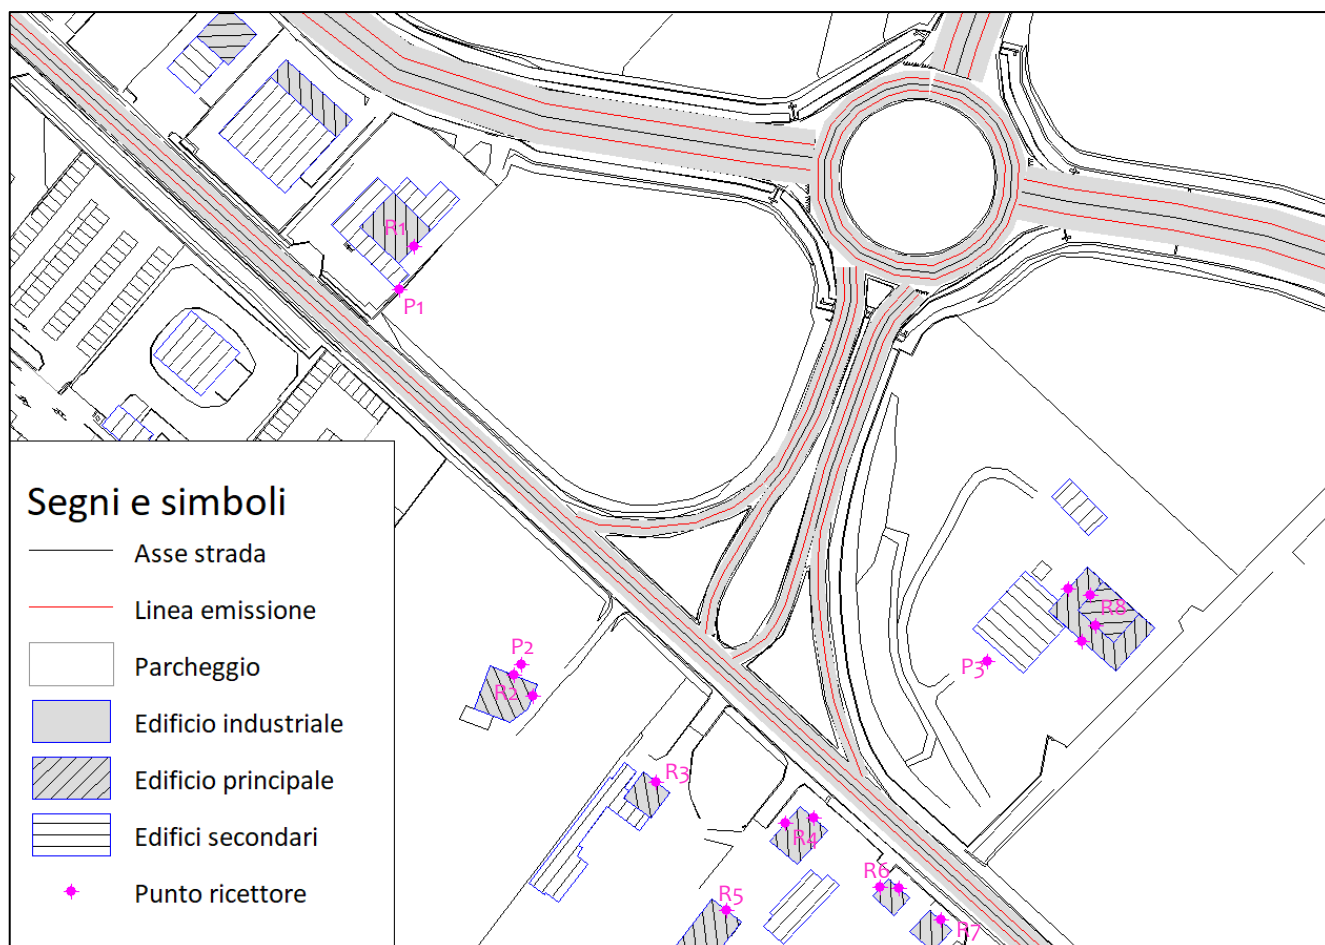 R1
P1
Segni e simboli
Asse strada
Linea emissione
Parcheggio
Edificio industriale
Edificio principale
Edifici secondari
Punto ricettore
P2
R2
R8
P3
R3
R4
R6
R5
R7